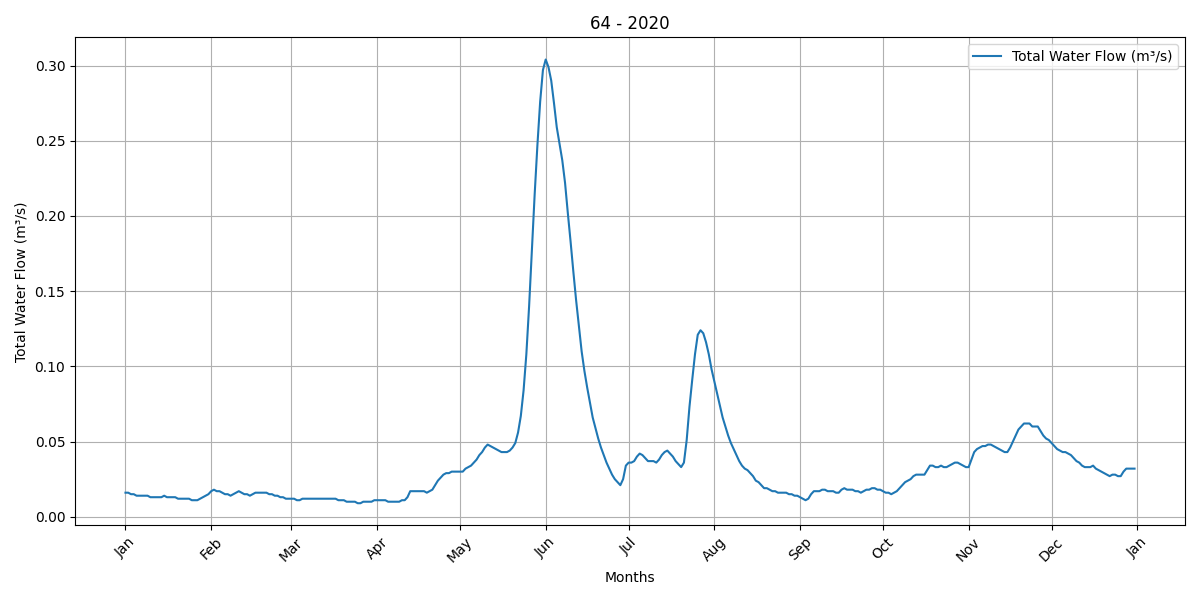 64 - 2020
Total Water Flow (m³/s)
Total Water Flow (m³/s)
0.30
0.25
0.20
0.15
0.10
0.05
0.00
Jan Feb Mar Apr May Jun Jul Aug Sep Oct Nov Dec Jan
Months